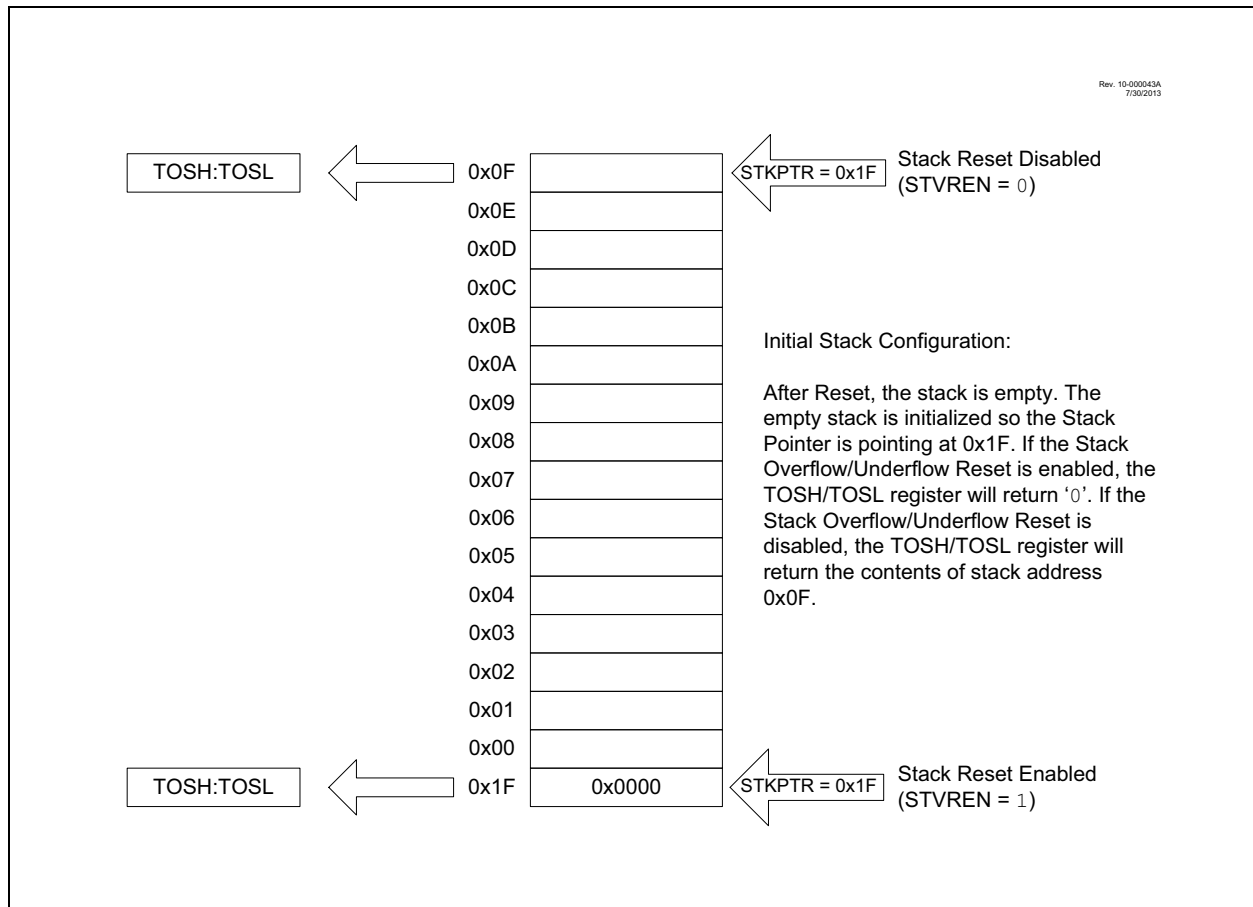 Rev. 10-000043A
7/30/2013
TOSH:TOSL
0x0F
STKPTR = 0x1F
Stack Reset Disabled
(STVREN = 0)
0x0E
0x0D
0x0C
0x0B
0x0A
0x09
0x08
0x07
0x06
0x05
0x04
0x03
0x02
0x01
0x00
Initial Stack Configuration:
After Reset, the stack is empty. The
empty stack is initialized so the Stack
Pointer is pointing at 0x1F. If the Stack
Overflow/Underflow Reset is enabled, the
TOSH/TOSL register will return ‘0’. If the
Stack Overflow/Underflow Reset is
disabled, the TOSH/TOSL register will
return the contents of stack address
0x0F.
TOSH:TOSL
0x1F
0x0000
STKPTR = 0x1F
Stack Reset Enabled
(STVREN = 1)